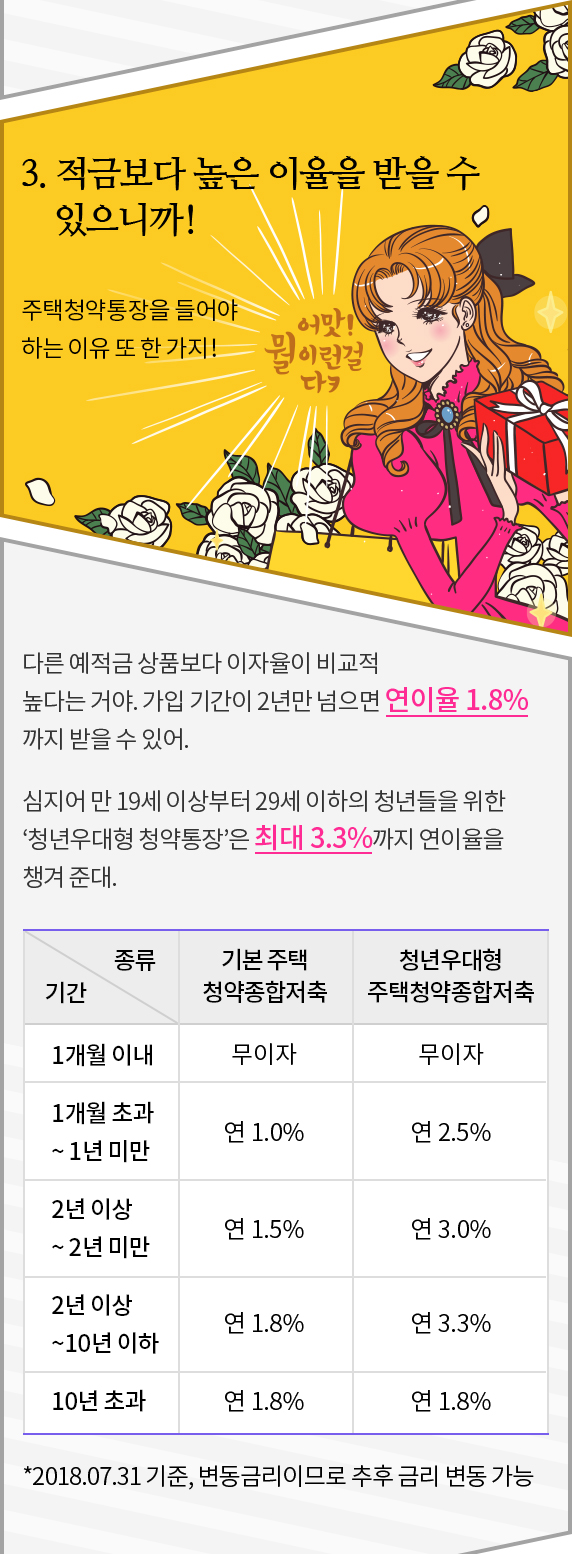 3. 적금보다 높은 이율을 받을 수
있으니까!
주택청약통장을 들어야
하는 이유 또 한 가지!
어맛!
뭘 이런걸
다ㅋ
다른 예적금 상품보다 이자율이 비교적
높다는 거야. 가입 기간이 2년만 넘으면 연이율 1.8%
까지 받을 수 있어.
심지어 만 19세 이상부터 29세 이하의 청년들을 위한
‘청년우대형 청약통장’은 최대 3.3%까지 연이율을
챙겨 준대.
종류
기간
기본 주택
청약종합저축
청년우대형
주택청약종합저축
1개월 이내 무이자 무이자
1개월 초과
~ 1년 미만
연 1.0% 연 2.5%
2년 이상
~ 2년 미만
연 1.5% 연 3.0%
2년 이상
~10년 이하
연 1.8% 연 3.3%
10년 초과 연 1.8% 연 1.8%
*2018.07.31 기준, 변동금리이므로 추후 금리 변동 가능